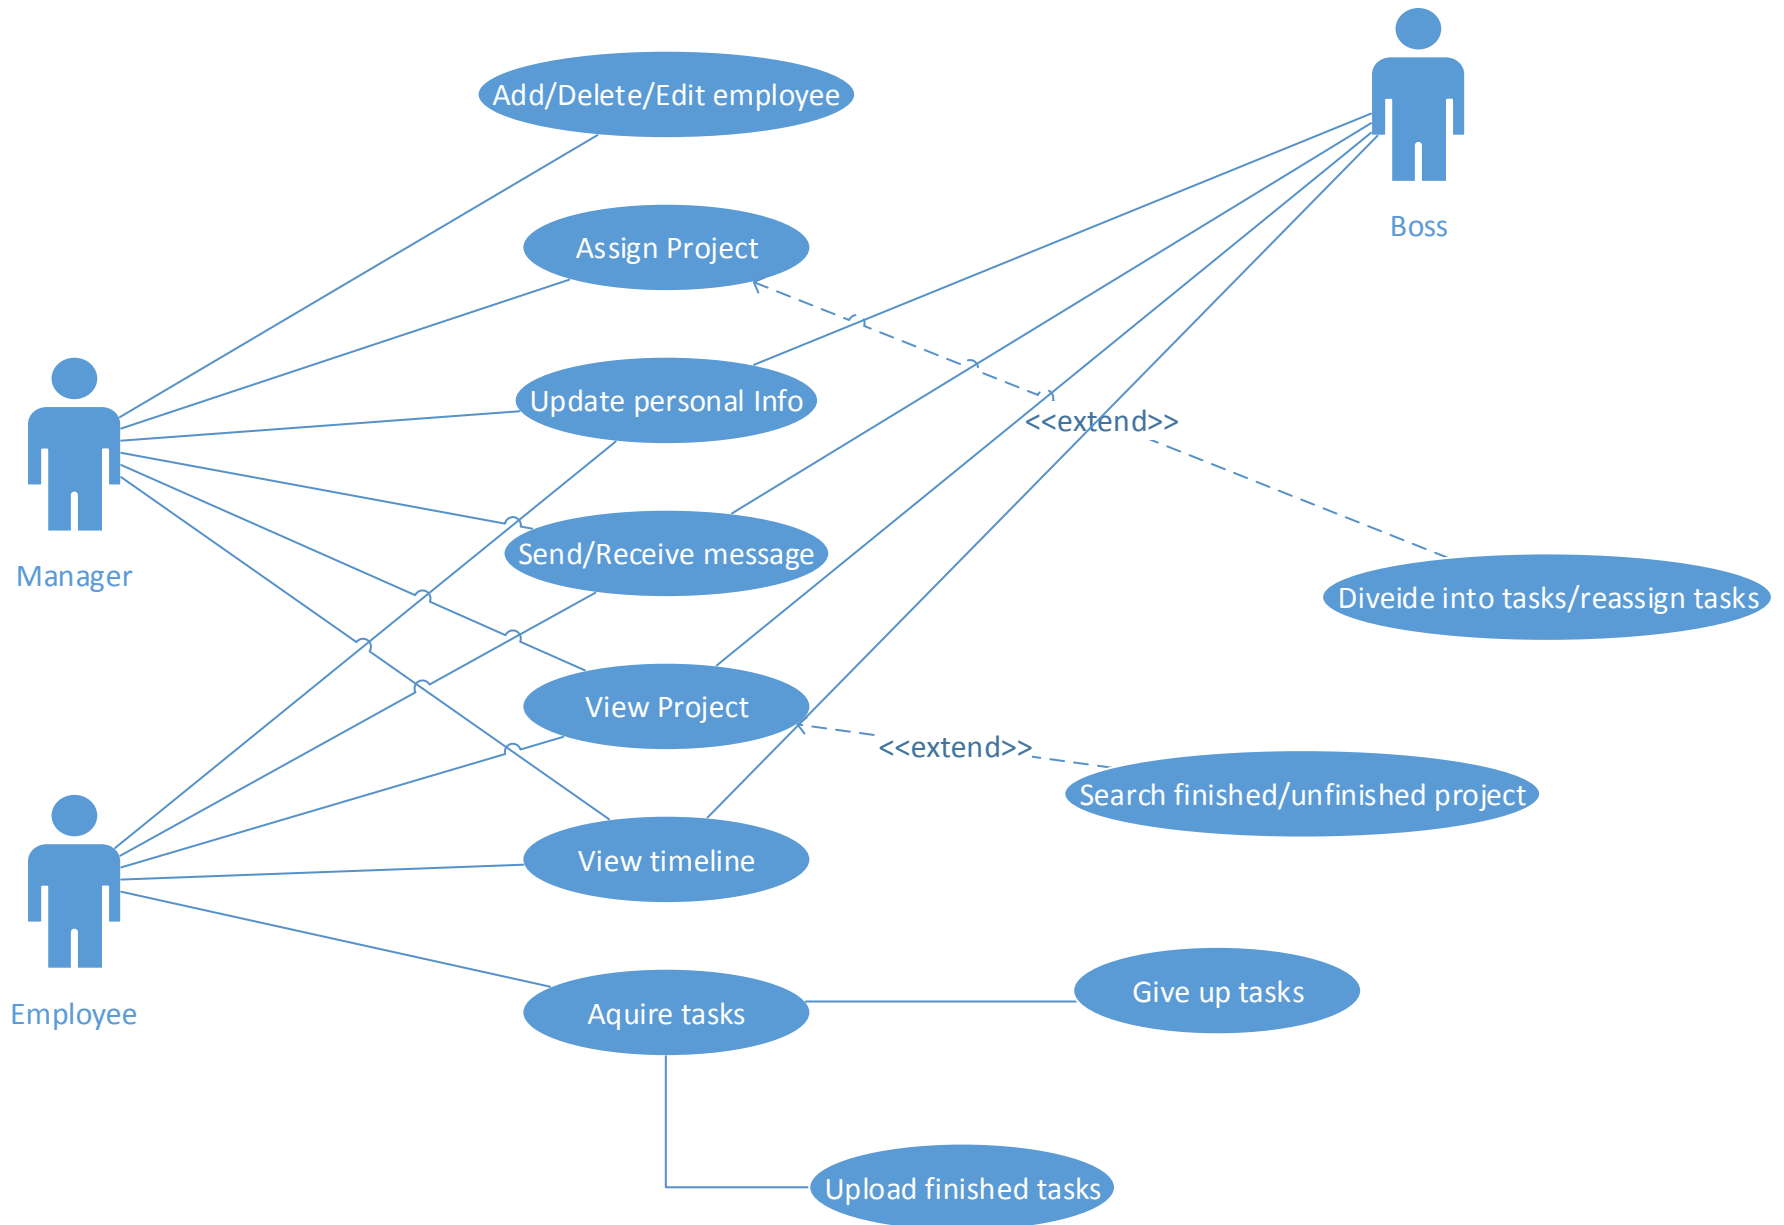 Add/Delete/Edit employee
Boss
Assign Project
Update personal Info
<<extend>>
Send/Receive message
Manager
Diveide into tasks/reassign tasks
View Project
<<extend>>
Search finished/unfinished project
View timeline
Give up tasks
Employee
Aquire tasks
Upload finished tasks